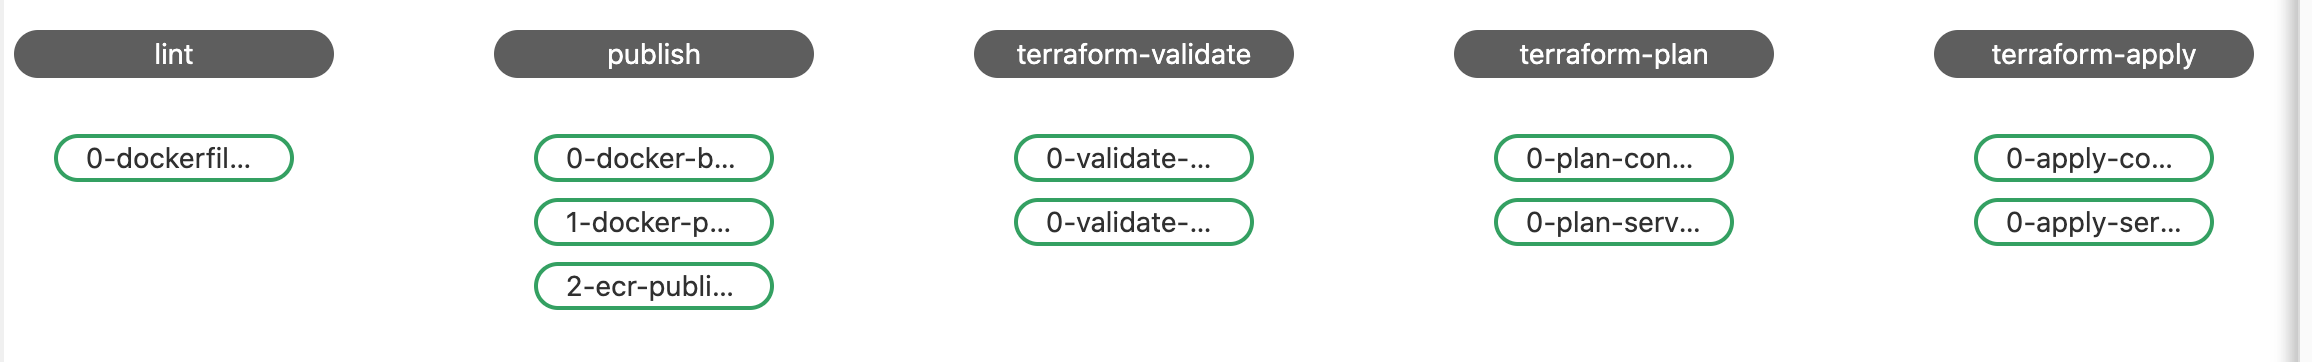 lint
0-dockerfil...
publish
0-docker-b...
1-docker-p...
2-ecr-publi...
terraform-validate
0-validate-...
0-validate-...
terraform-plan
0-plan-con...
0-plan-serv...
terraform-apply
0-apply-co...
0-apply-ser...